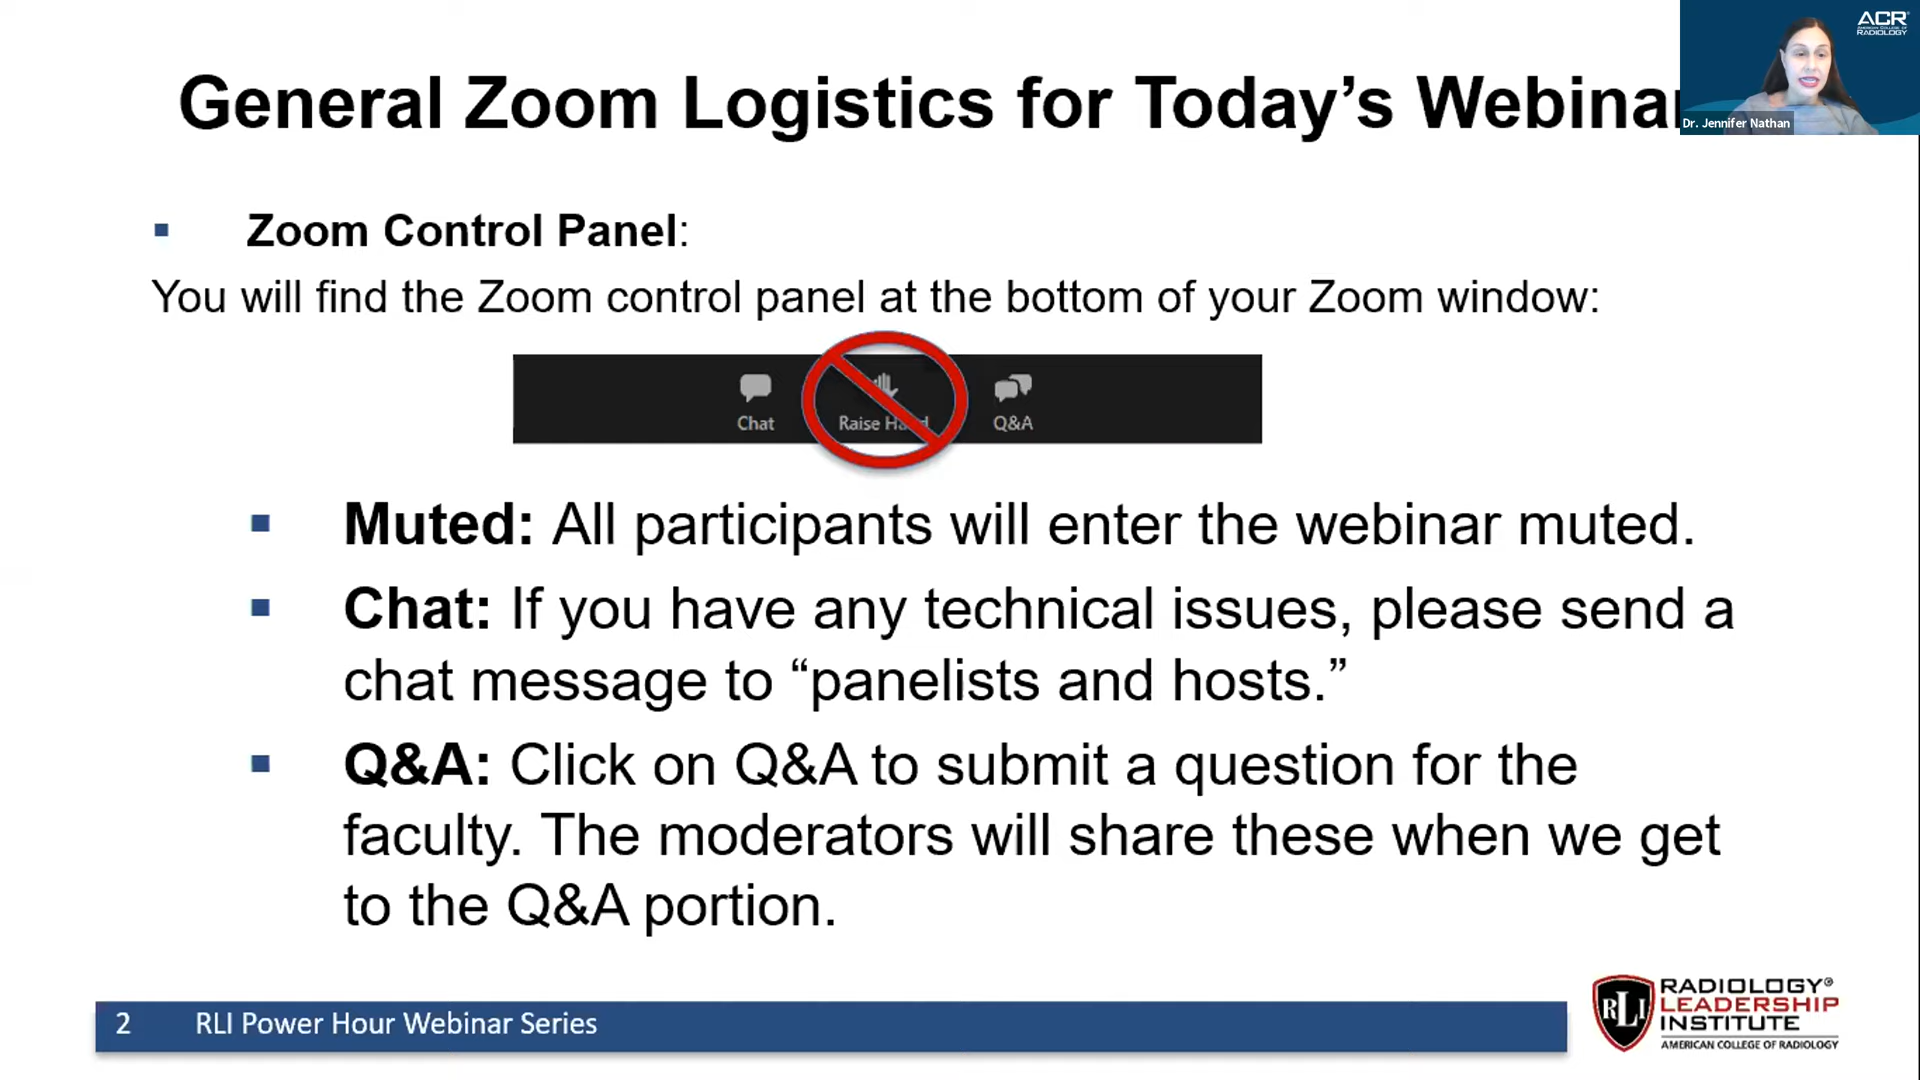 General Zoom Logistics for Today’s Webinar
ACR
AMERICAN COLLEGE OF
RADIOLOGY
Dr. Jennifer Nathan
▪ Zoom Control Panel:
You will find the Zoom control panel at the bottom of your Zoom window:
Chat
Raise Hand
Q&A
▪ Muted: All participants will enter the webinar muted.
▪ Chat: If you have any technical issues, please send a
chat message to “panelists and hosts.”
▪ Q&A: Click on Q&A to submit a question for the
faculty. The moderators will share these when we get
to the Q&A portion.
2 RLI Power Hour Webinar Series
RLI
RADIOLOGY®
LEADERSHIP
INSTITUTE
AMERICAN COLLEGE OF RADIOLOGY